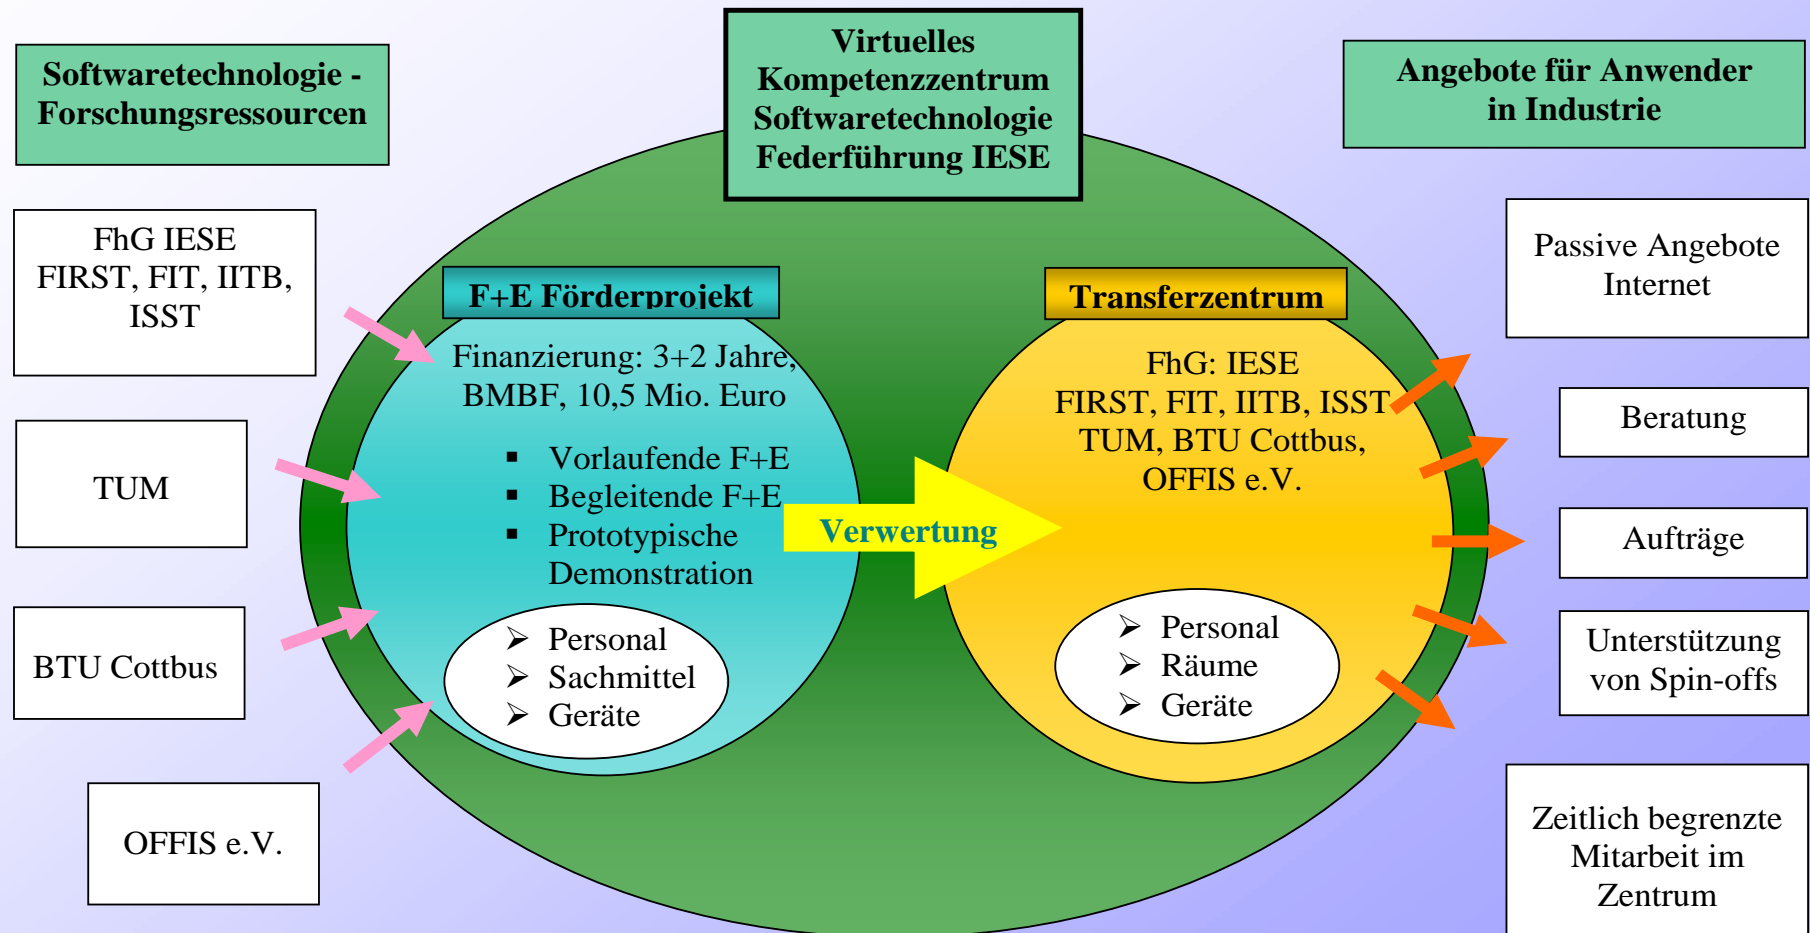 Softwaretechnologie -
Forschungsressourcen
Virtuelles
Kompetenzzentrum
Softwaretechnologie
Federführung IESE
Angebote für Anwender
in Industrie
FhG IESE
FIRST, FIT, IITB,
ISST
TUM
BTU Cottbus
OFFIS e.V.
F+E Förderprojekt
Finanzierung: 3+2 Jahre,
BMBF, 10,5 Mio. Euro
▪ Vorlaufende F+E
▪ Begleitende F+E
▪ Prototypische
Demonstration
➢ Personal
➢ Sachmittel
➢ Geräte
Verwertung
Transferzentrum
FhG: IESE
FIRST, FIT, IITB, ISST
TUM, BTU Cottbus,
OFFIS e.V.
➢ Personal
➢ Räume
➢ Geräte
Passive Angebote
Internet
Beratung
Aufträge
Unterstützung
von Spin-offs
Zeitlich begrenzte
Mitarbeit im
Zentrum